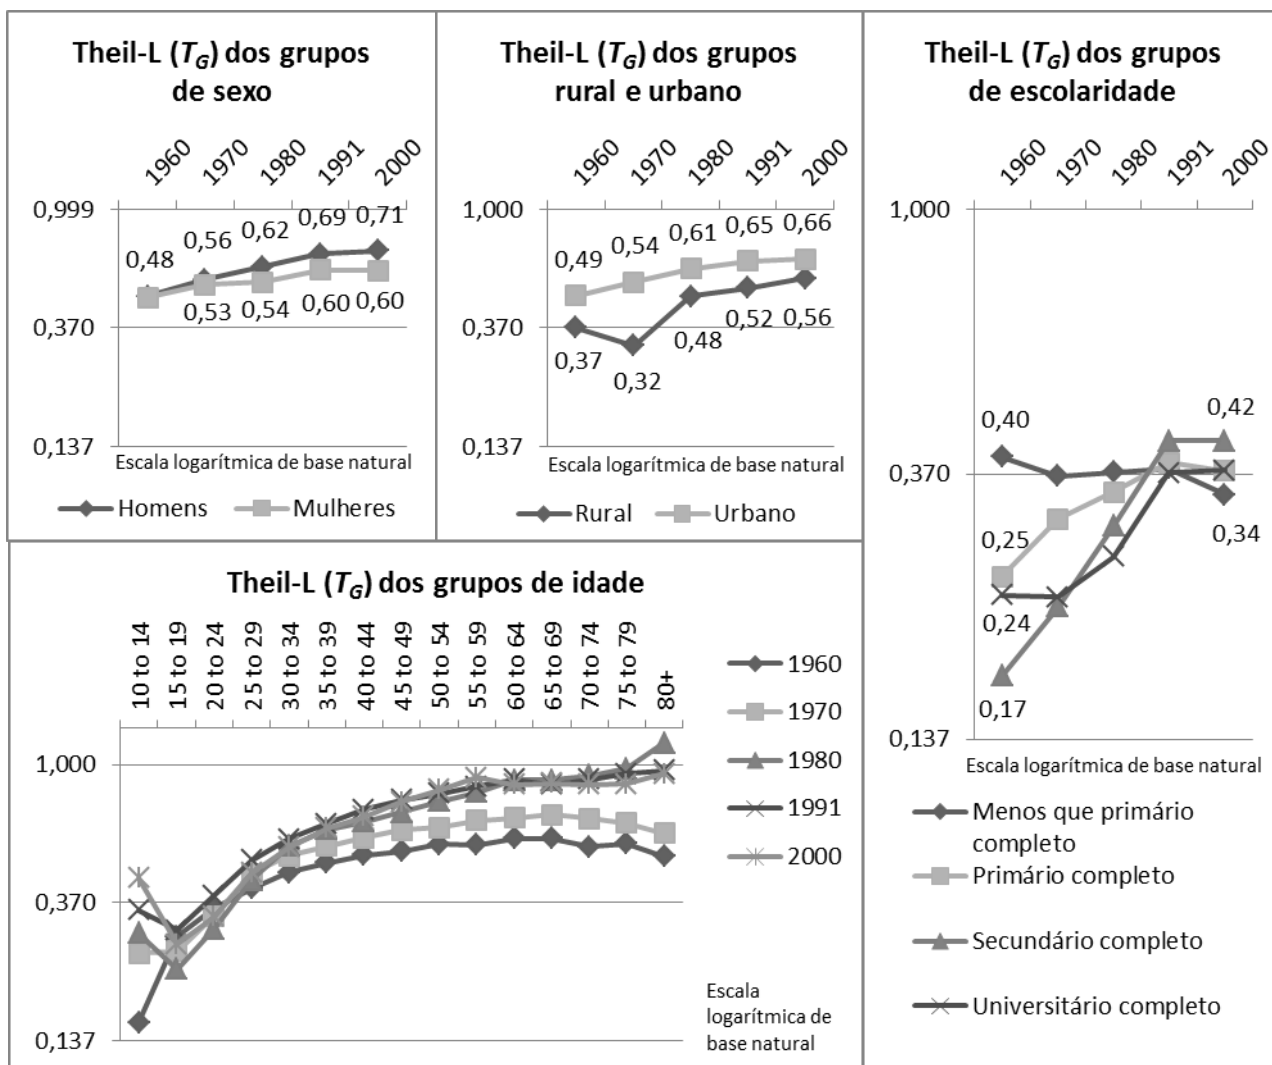 Theil-L (TG) dos grupos
de sexo
1960 1970 1980 1991 2000
0,999
0,48 0,56 0,62 0,69 0,71
0,53 0,54 0,60 0,60
0,370
0,137
Escala logarítmica de base natural
Homens Mulheres
Theil-L (TG) dos grupos
rural e urbano
1960 1970 1980 1991 2000
1,000
0,49 0,54 0,61 0,65 0,66
0,370
0,37 0,32 0,48 0,52 0,56
0,137
Escala logarítmica de base natural
Rural Urbano
Theil-L (TG) dos grupos
de escolaridade
1960 1970 1980 1991 2000
1,000
0,40 0,42
0,370
0,25 0,34
0,24
0,17
0,137
Escala logarítmica de base natural
Menos que primário
completo
Primário completo
Secundário completo
Universitário completo
Theil-L (TG) dos grupos de idade
10 to 14 15 to 19 20 to 24 25 to 29 30 to 34 35 to 39 40 to 44 45 to 49 50 to 54 55 to 59 60 to 64 65 to 69 70 to 74 75 to 79 80+
1,000
0,370
0,137
1960
1970
1980
1991
2000
Escala
logarítmica de
base natural